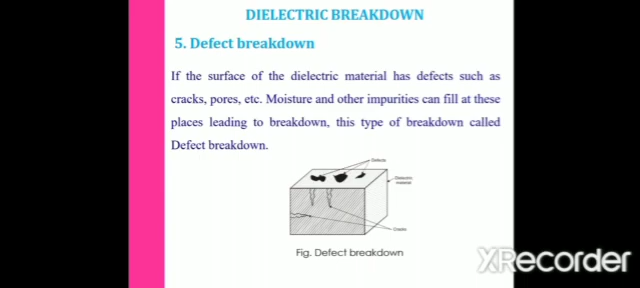 DIELECTRIC BREAKDOWN
5. Defect breakdown
If the surface of the dielectric material has defects such as
cracks, pores, etc. Moisture and other impurities can fill at these
places leading to breakdown, this type of breakdown called
Defect breakdown.
Defects
Dielectric
material
Cracks
Fig. Defect breakdown
XRecorder